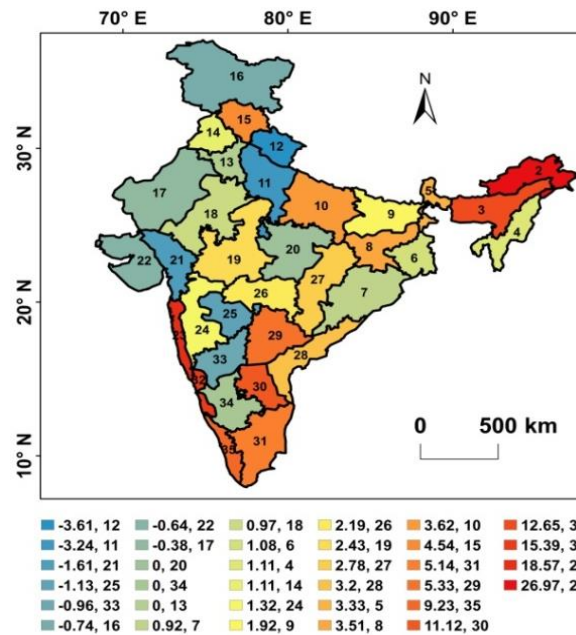 70° E 80° E 90° E
N
16
15
14
12
30° N
13
11
2
5
17
10
3
18
9
4
8
19
20
6
21
22
27
26
7
20° N
25
24
29
28
33
32
30
34
31
35
10° N
0 500 km
-3.61, 12 -0.64, 22 0.97, 18 2.19, 26 3.62, 10 12.65, 3
-3.24, 11 -0.38, 17 1.08, 6 2.43, 19 4.54, 15 15.39, 3
-1.61, 21 0, 20 1.11, 4 2.78, 27 5.14, 31 18.57, 2
-1.13, 25 0, 34 1.11, 14 3.2, 28 5.33, 29 26.97, 2
-0.96, 33 0, 13 1.32, 24 3.33, 5 9.23, 35
-0.74, 16 0.92, 7 1.92, 9 3.51, 8 11.12, 30